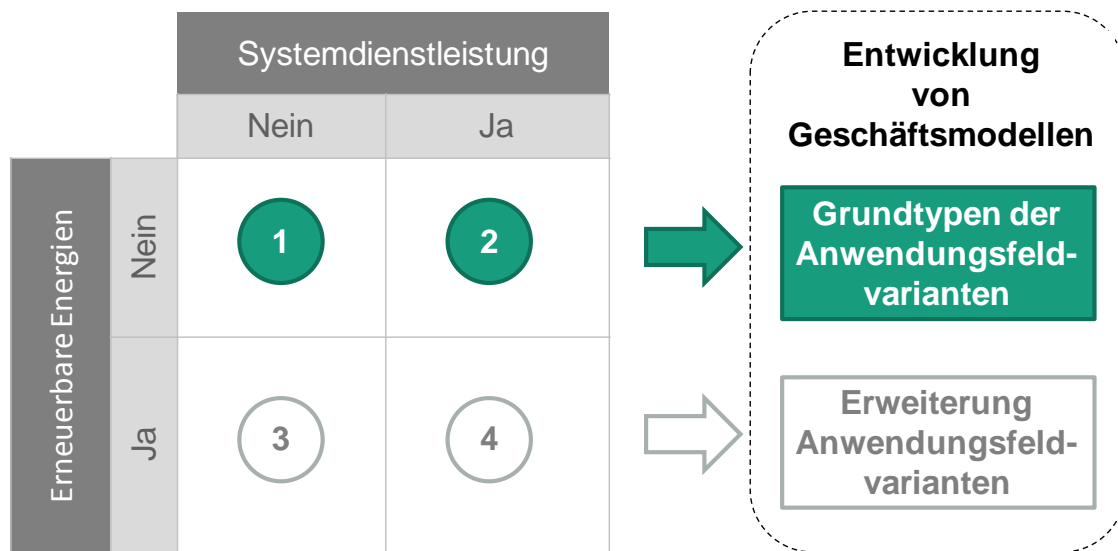 Systemdienstleistung
Nein
Ja
Erneuerbare Energien
Nein
1
2
Ja
3
4
Entwicklung
von
Geschäftsmodellen
Grundtypen der
Anwendungsfeld-
varianten
Erweiterung
Anwendungsfeld-
varianten